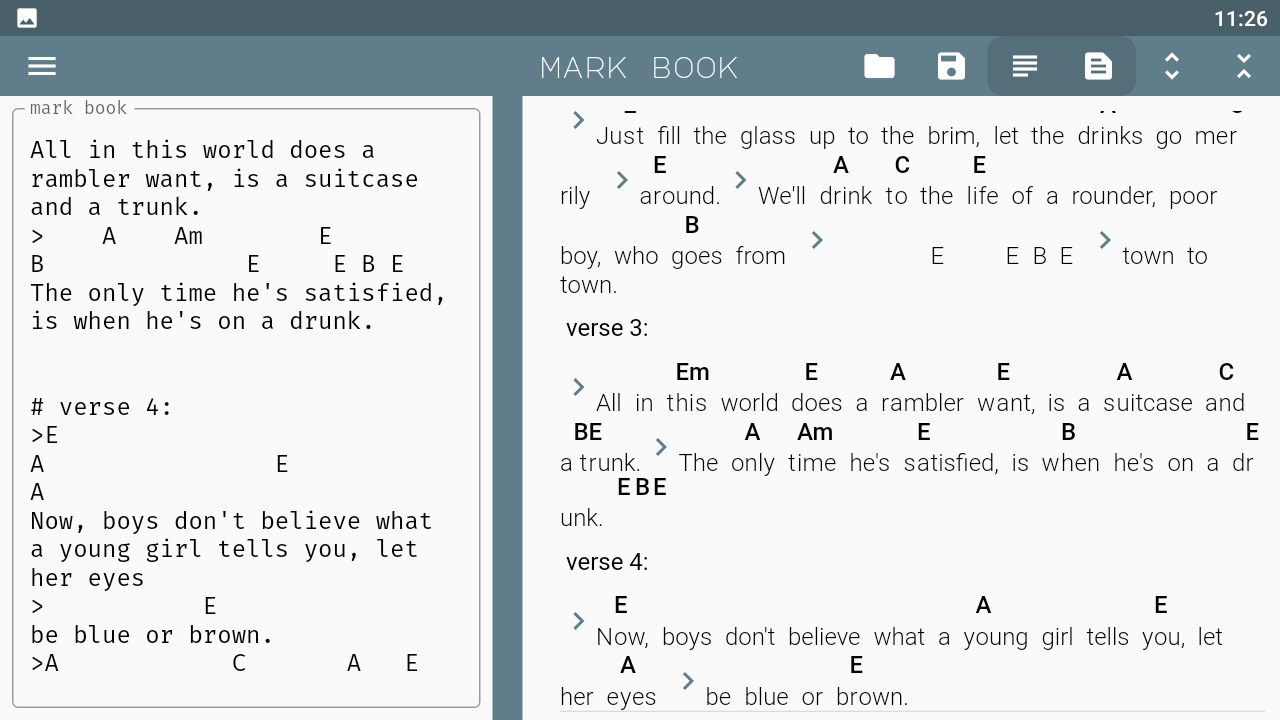 11:26
MARK BOOK
mark book
All in this world does a
rambler want, is a suitcase
and a trunk.
>    A    Am        E
B              E     E B E
The only time he's satisfied,
is when he's on a drunk.
# verse 4:
>E
A                E
A
Now, boys don't believe what
a young girl tells you, let
her eyes
>           E
be blue or brown.
>A            C       A   E
Just fill the glass up to the brim, let the drinks go mer
E A C E
rily > around. > We'll drink to the life of a rounder, poor
B
boy, who goes from > E E B E > town to
town.
verse 3:
Em E A E A C
> All in this world does a rambler want, is a suitcase and
BE A Am E B E
a trunk. > The only time he's satisfied, is when he's on a dr
E B E
unk.
verse 4:
E A E
> Now, boys don't believe what a young girl tells you, let
A E
her eyes > be blue or brown.